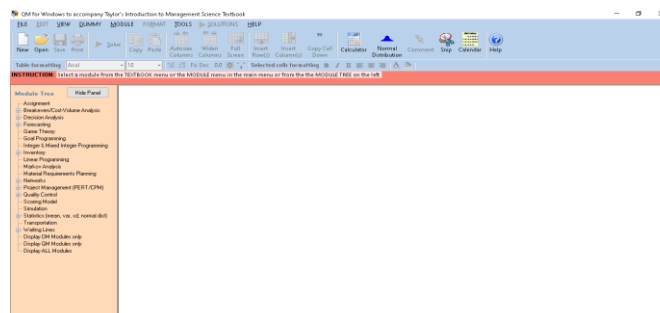 QM for Windows to accompany Taylor's Introduction to Management Science Textbook
FILE EDIT VIEW DUMMY MODULE FORMAT TOOLS SOLUTIONS HELP
New Open Save Print Solve Copy Paste Autosize Columns Widen Columns Full Screen Insert Row(s) Insert Column(s) Copy Cell Down Calculator Normal Distribution Comment Snip Calendar Help
Table formatting Arial 10 Fix Dec 0.0 Selected cells formatting B I U A
INSTRUCTION: Select a module from the TEXTBOOK menu or the MODULE menu in the main menu or from the the MODULE TREE on the left
Module Tree Hide Panel
Assignment
Breakeven/Cost-Volume Analysis
Decision Analysis
Forecasting
Game Theory
Goal Programming
Integer & Mixed Integer Programming
Inventory
Linear Programming
Markov Analysis
Material Requirements Planning
Networks
Project Management (PERT/CPM)
Quality Control
Scoring Model
Simulation
Statistics (mean, var, sd, normal dist)
Transportation
Waiting Lines
Display OM Modules only
Display QM Modules only
Display ALL Modules